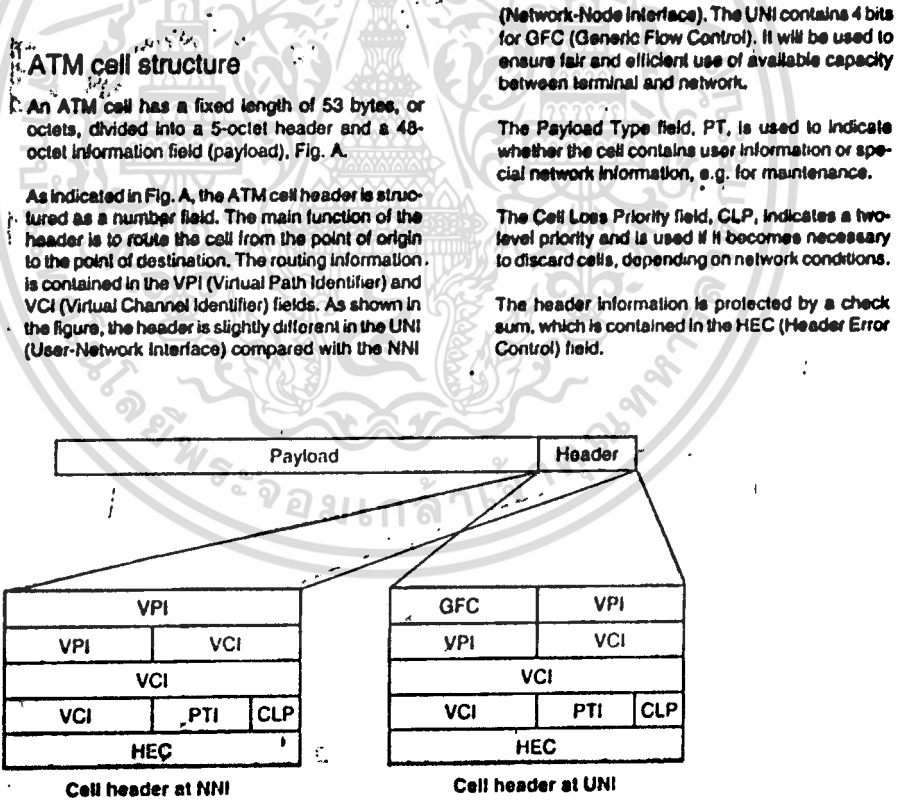 ATM cell structure
An ATM cell has a fixed length of 53 bytes, or
octets, divided into a 5-octet header and a 48-
octet information field (payload), Fig. A.
As indicated in Fig. A, the ATM cell header is struc-
tured as a number field. The main function of the
header is to route the cell from the point of origin
to the point of destination. The routing information
is contained in the VPI (Virtual Path Identifier) and
VCI (Virtual Channel Identifier) fields. As shown in
the figure, the header is slightly different in the UNI
(User-Network Interface) compared with the NNI
(Network-Node Interface). The UNI contains 4 bits
for GFC (Generic Flow Control). It will be used to
ensure fair and efficient use of available capacity
between terminal and network.
The Payload Type field, PT, is used to indicate
whether the cell contains user information or spe-
cial network information, e.g. for maintenance.
The Cell Loss Priority field, CLP, indicates a two-
level priority and is used if it becomes necessary
to discard cells, depending on network conditions.
The header information is protected by a check
sum, which is contained in the HEC (Header Error
Control) field.
Payload Header
VPI
VPI VCI
VCI
VCI PTI CLP
HEC
Cell header at NNI
GFC VPI
VPI VCI
VCI
VCI PTI CLP
HEC
Cell header at UNI